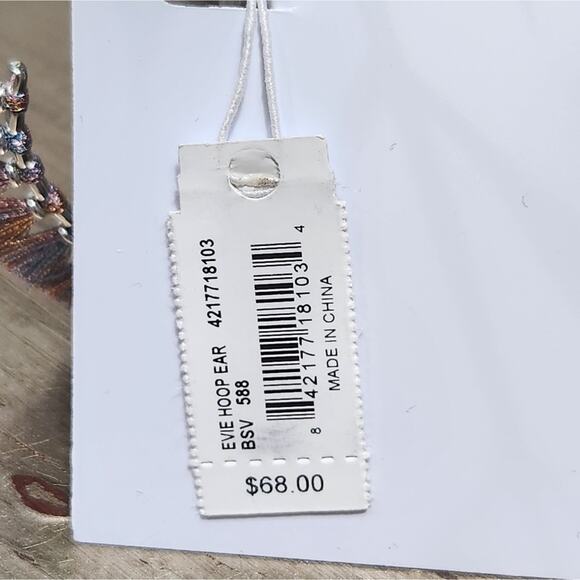 EVIE HOOP EAR 4217718103
BSV 588
8 42177 18103 4
MADE IN CHINA
$68.00